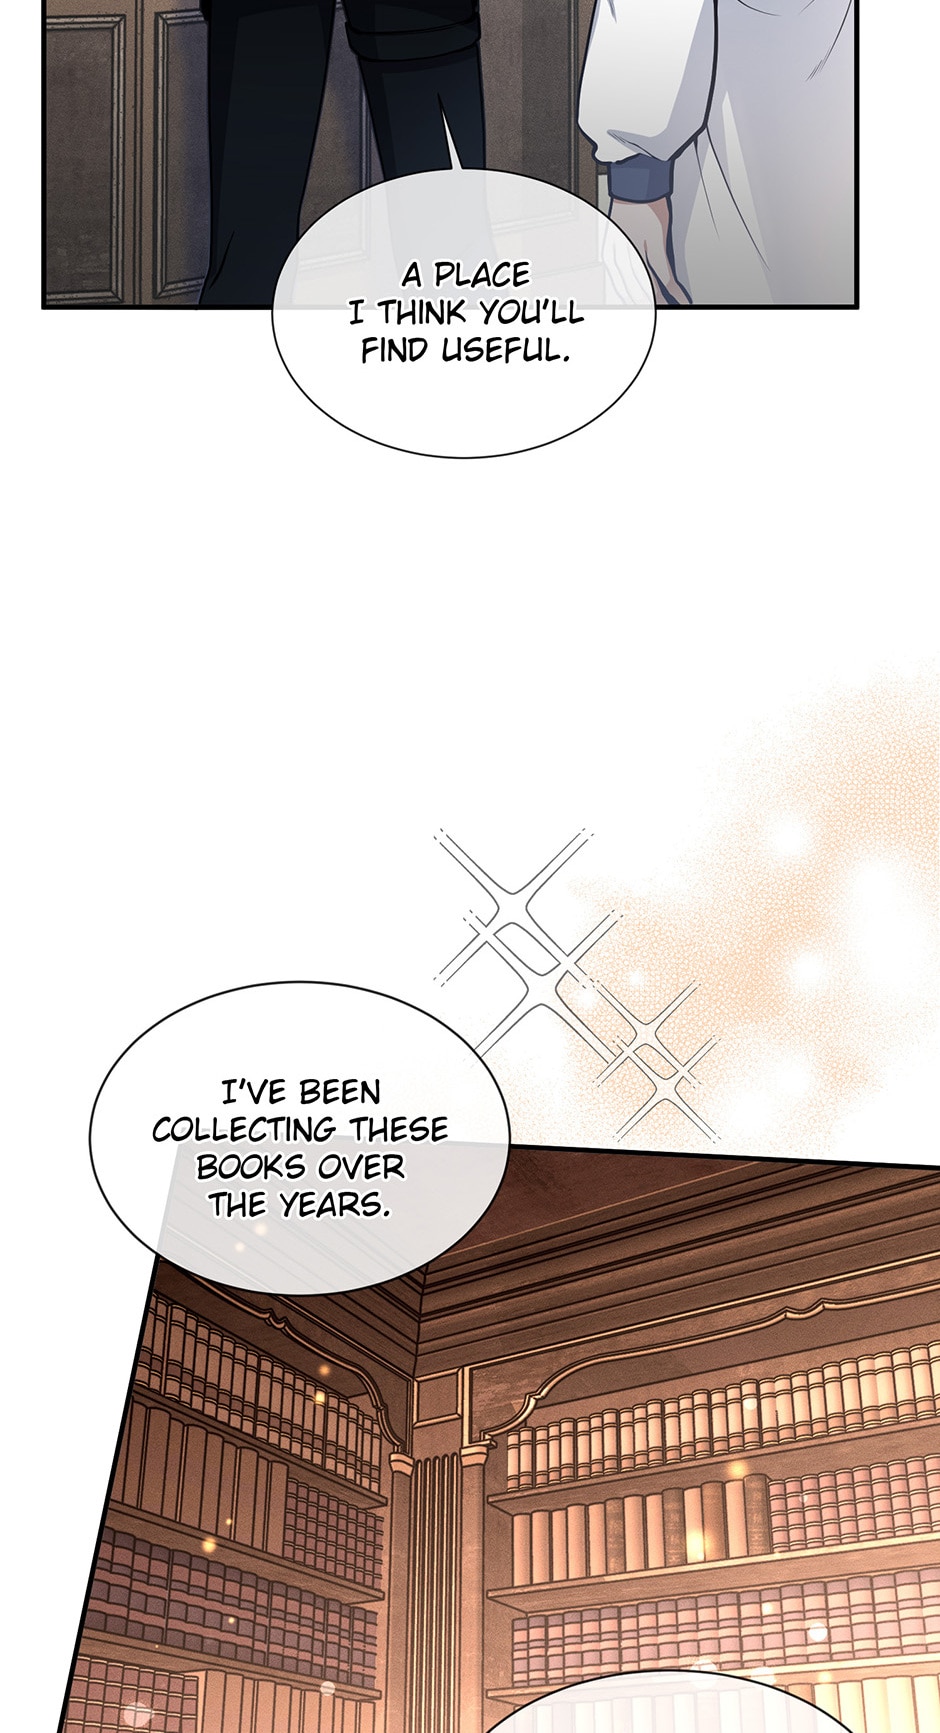 A PLACE
I THINK YOU'LL
FIND USEFUL.
I'VE BEEN
COLLECTING THESE
BOOKS OVER
THE YEARS.